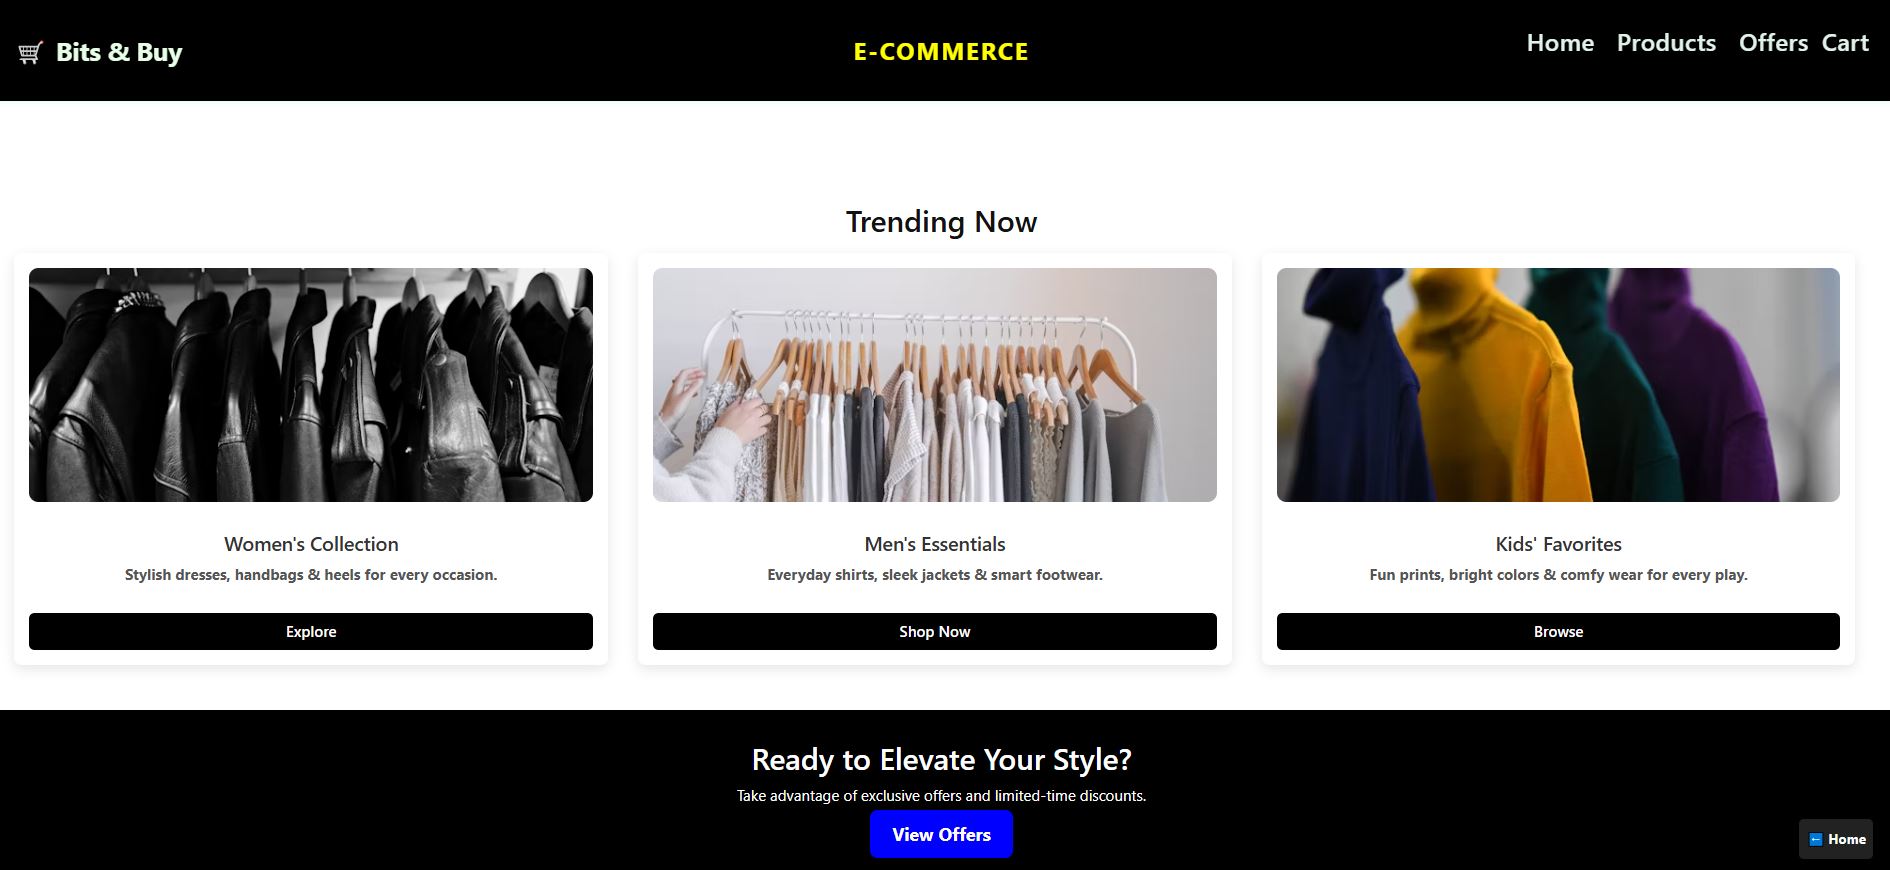 🛒 Bits & Buy
E-COMMERCE
Home Products Offers Cart
Trending Now
Women's Collection
Stylish dresses, handbags & heels for every occasion.
Explore
Men's Essentials
Everyday shirts, sleek jackets & smart footwear.
Shop Now
Kids' Favorites
Fun prints, bright colors & comfy wear for every play.
Browse
Ready to Elevate Your Style?
Take advantage of exclusive offers and limited-time discounts.
View Offers
← Home